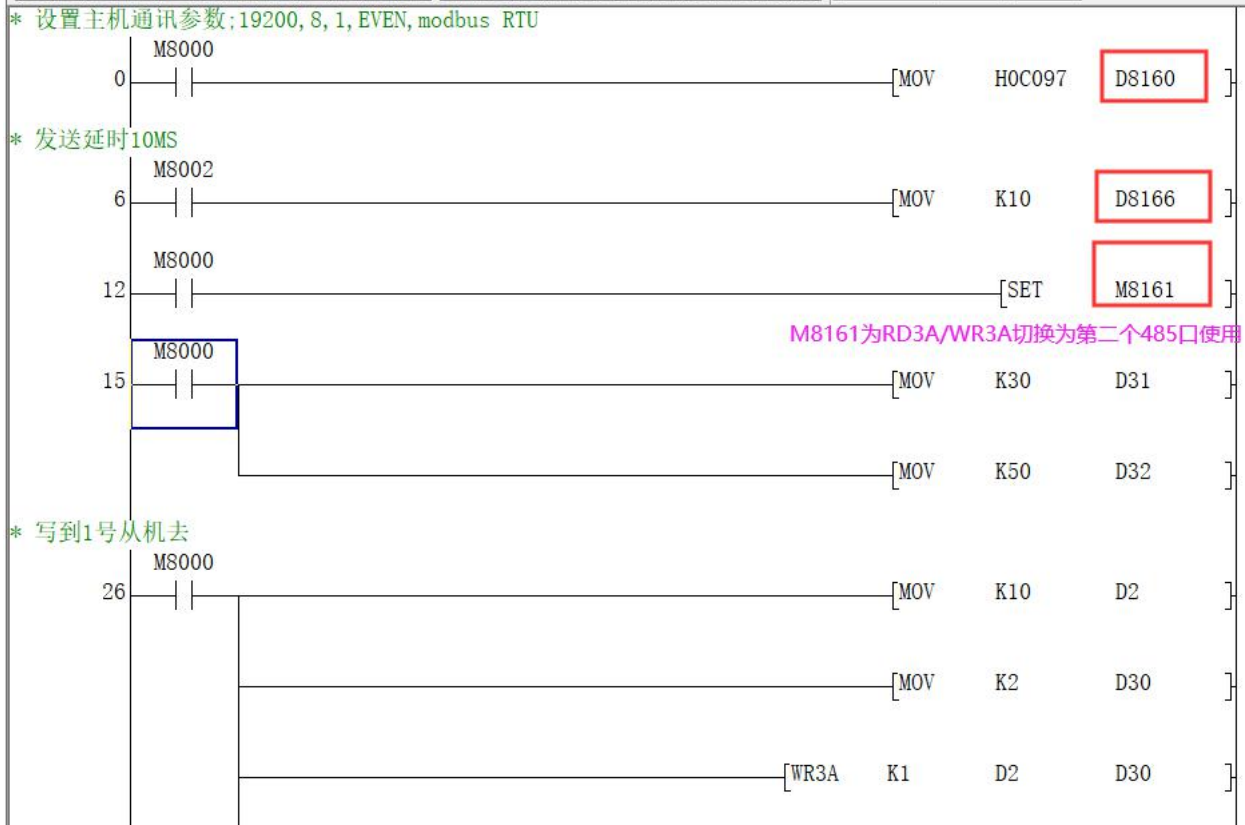 * 设置主机通讯参数;19200,8,1,EVEN,modbus RTU
M8000
0 [MOV H0C097 D8160 ]
* 发送延时10MS
M8002
6 [MOV K10 D8166 ]
M8000
12 [SET M8161 ]
M8161为RD3A/WR3A切换为第二个485口使用
M8000
15 [MOV K30 D31 ]
[MOV K50 D32 ]
* 写到1号从机去
M8000
26 [MOV K10 D2 ]
[MOV K2 D30 ]
[WR3A K1 D2 D30 ]